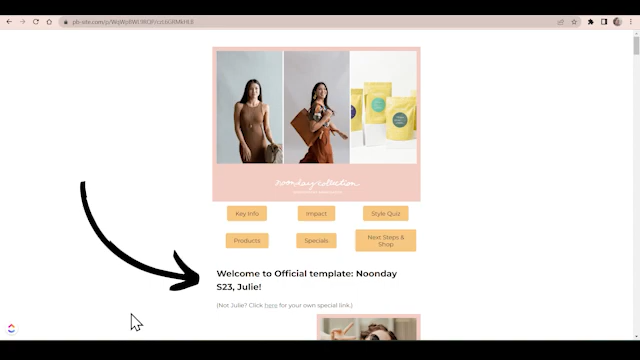 pb-site.com/p/
noonday collection
Key Info
Impact
Style Quiz
Products
Specials
Next Steps &
Shop
Welcome to Official template: Noonday
S23, Julie!
(Not Julie? Click here for your own special link.)